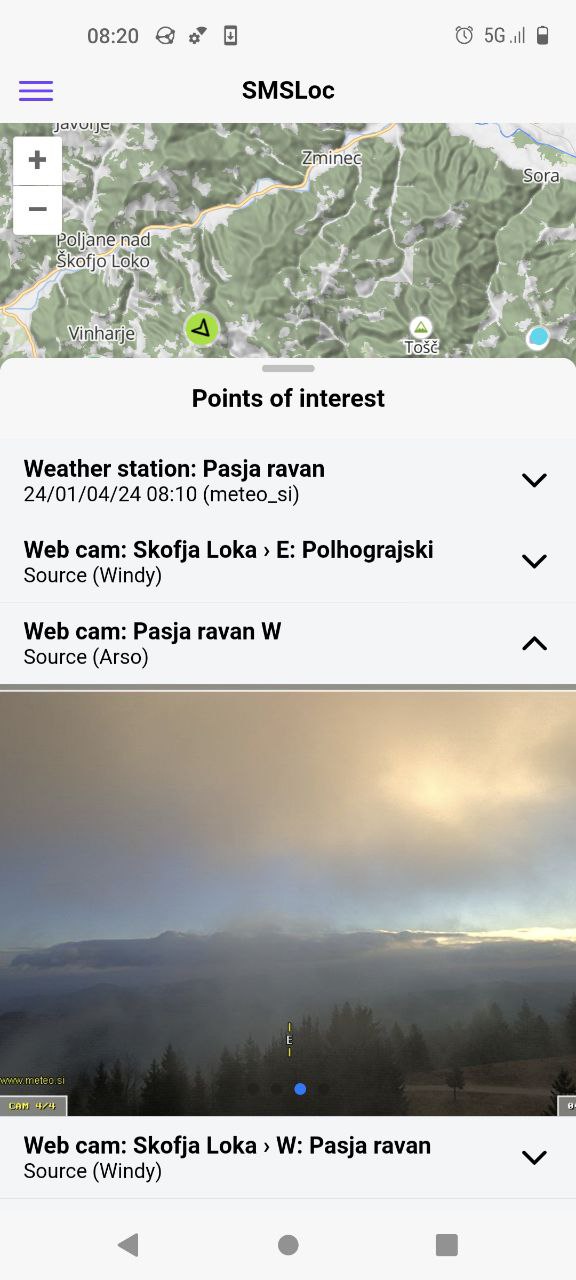 08:20
5G
SMSLoc
Javorje
+
Zminec
Sora
−
Poljane nad
Škofjo Loko
Vinharje
Tošč
Points of interest
Weather station: Pasja ravan
24/01/04/24 08:10 (meteo_si)
Web cam: Skofja Loka › E: Polhograjski
Source (Windy)
Web cam: Pasja ravan W
Source (Arso)
E
www.meteo.si
CAM 4/4
Web cam: Skofja Loka › W: Pasja ravan
Source (Windy)